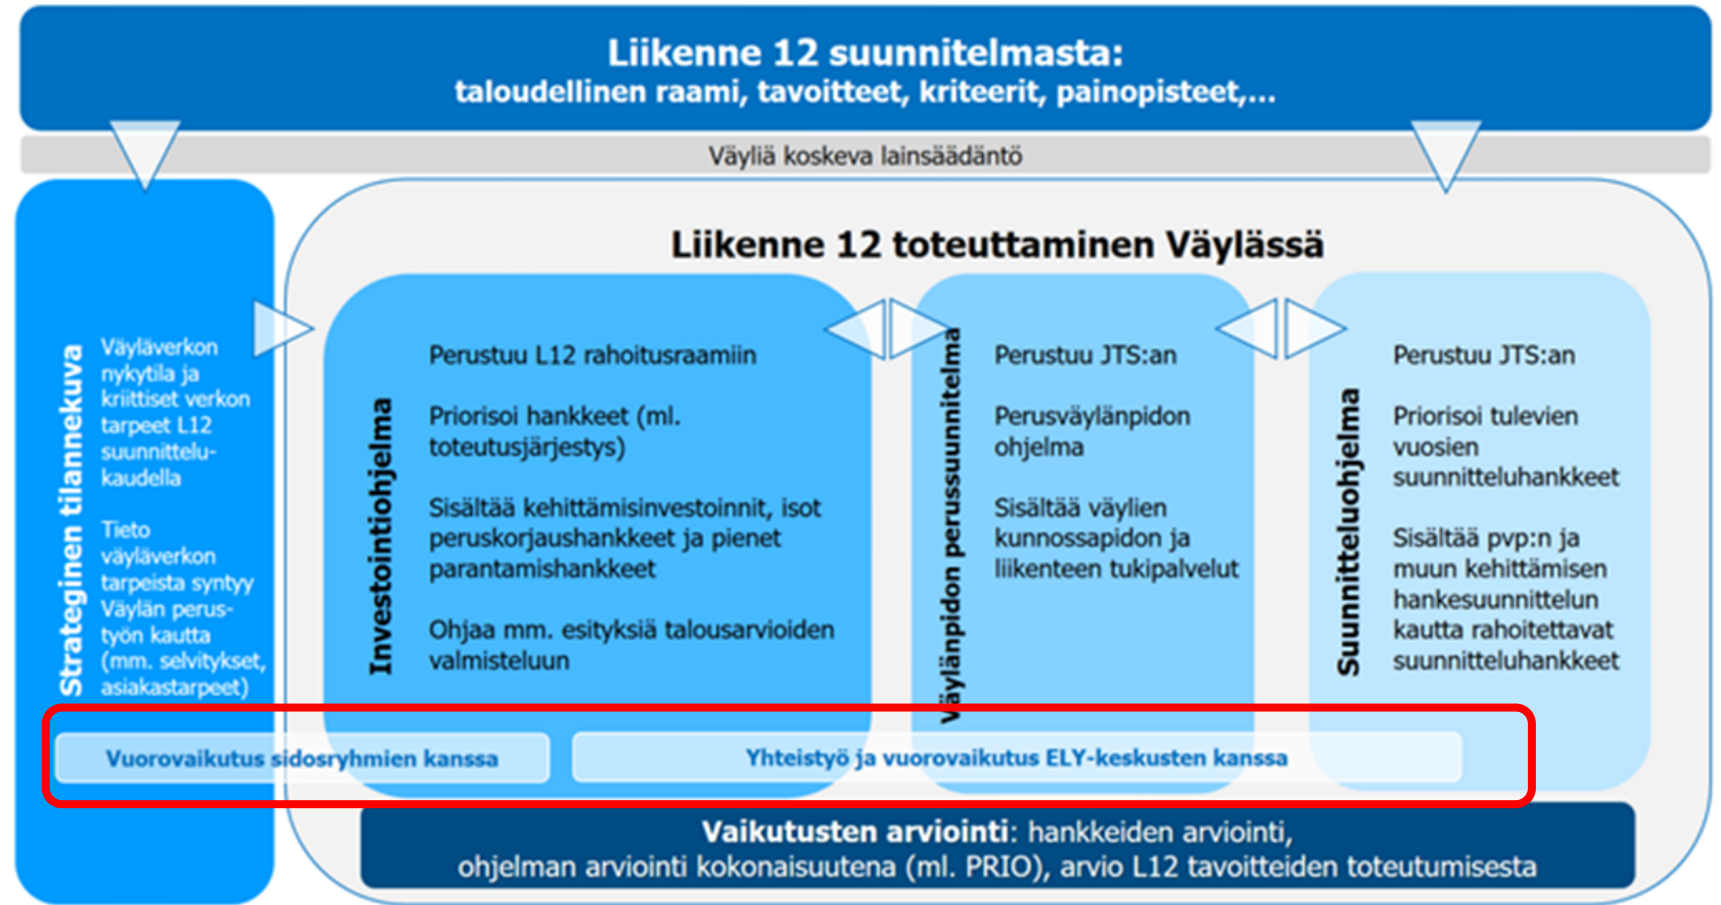 Liikenne 12 suunnitelmasta:
taloudellinen raami, tavoitteet, kriteerit, painopisteet,...
Väyliä koskeva lainsäädäntö
Strateginen tilannekuva
Väyläverkon
nykytila ja
kriittiset verkon
tarpeet L12
suunnittelu-
kaudella
Tieto
väyläverkon
tarpeista syntyy
Väylän perus-
työn kautta
(mm. selvitykset,
asiakastarpeet)
Liikenne 12 toteuttaminen Väylässä
Investointiohjelma
Perustuu L12 rahoitusraamiin
Priorisoi hankkeet (ml.
toteutusjärjestys)
Sisältää kehittämisinvestoinnit, isot
peruskorjaushankkeet ja pienet
parantamishankkeet
Ohjaa mm. esityksiä talousarvioiden
valmisteluun
Väylänpidon perussuunnitelma
Perustuu JTS:an
Perusväylänpidon
ohjelma
Sisältää väylien
kunnossapidon ja
liikenteen tukipalvelut
Suunnitteluohjelma
Perustuu JTS:an
Priorisoi tulevien
vuosien
suunnitteluhankkeet
Sisältää pvp:n ja
muun kehittämisen
hankesuunnittelun
kautta rahoitettavat
suunnitteluhankkeet
Vuorovaikutus sidosryhmien kanssa
Yhteistyö ja vuorovaikutus ELY-keskusten kanssa
Vaikutusten arviointi: hankkeiden arviointi,
ohjelman arviointi kokonaisuutena (ml. PRIO), arvio L12 tavoitteiden toteutumisesta